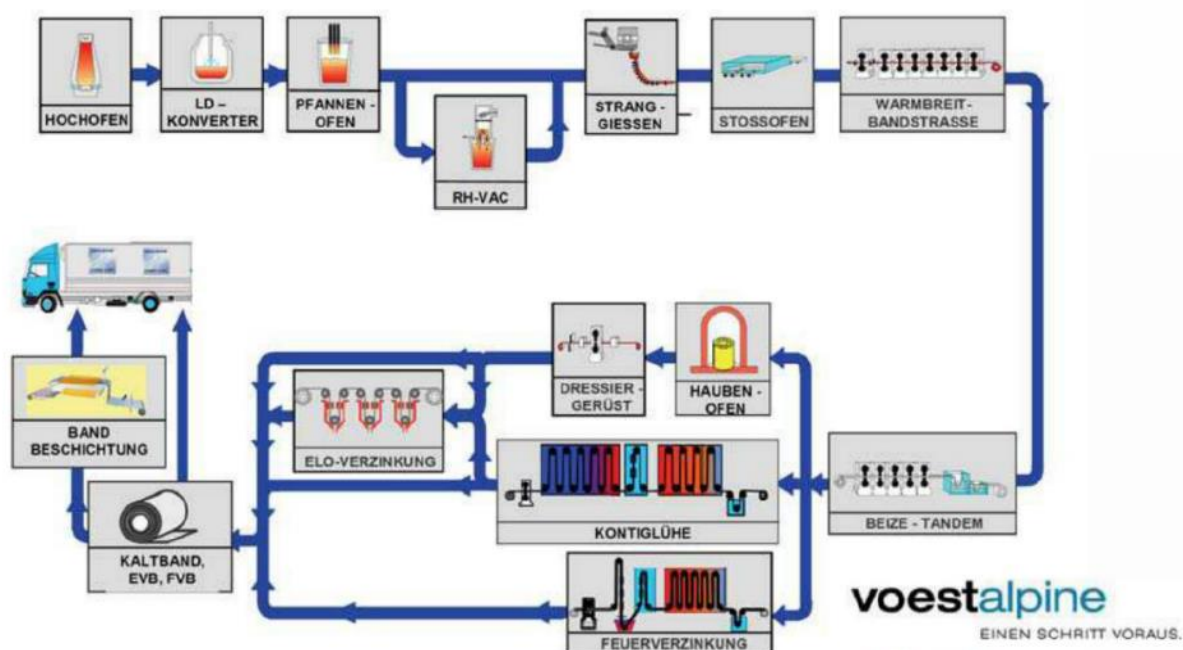 HOCHOFEN
LD –
KONVERTER
PFANNEN -
OFEN
RH-VAC
STRANG -
GIESSEN
STOSSOFEN
WARMBREIT-
BANDSTRASSE
BAND
BESCHICHTUNG
KALTBAND,
EVB, FVB
ELO-VERZINKUNG
DRESSIER -
GERÜST
HAUBEN -
OFEN
KONTIGLÜHE
FEUERVERZINKUNG
BEIZE - TANDEM
voestalpine
EINEN SCHRITT VORAUS.